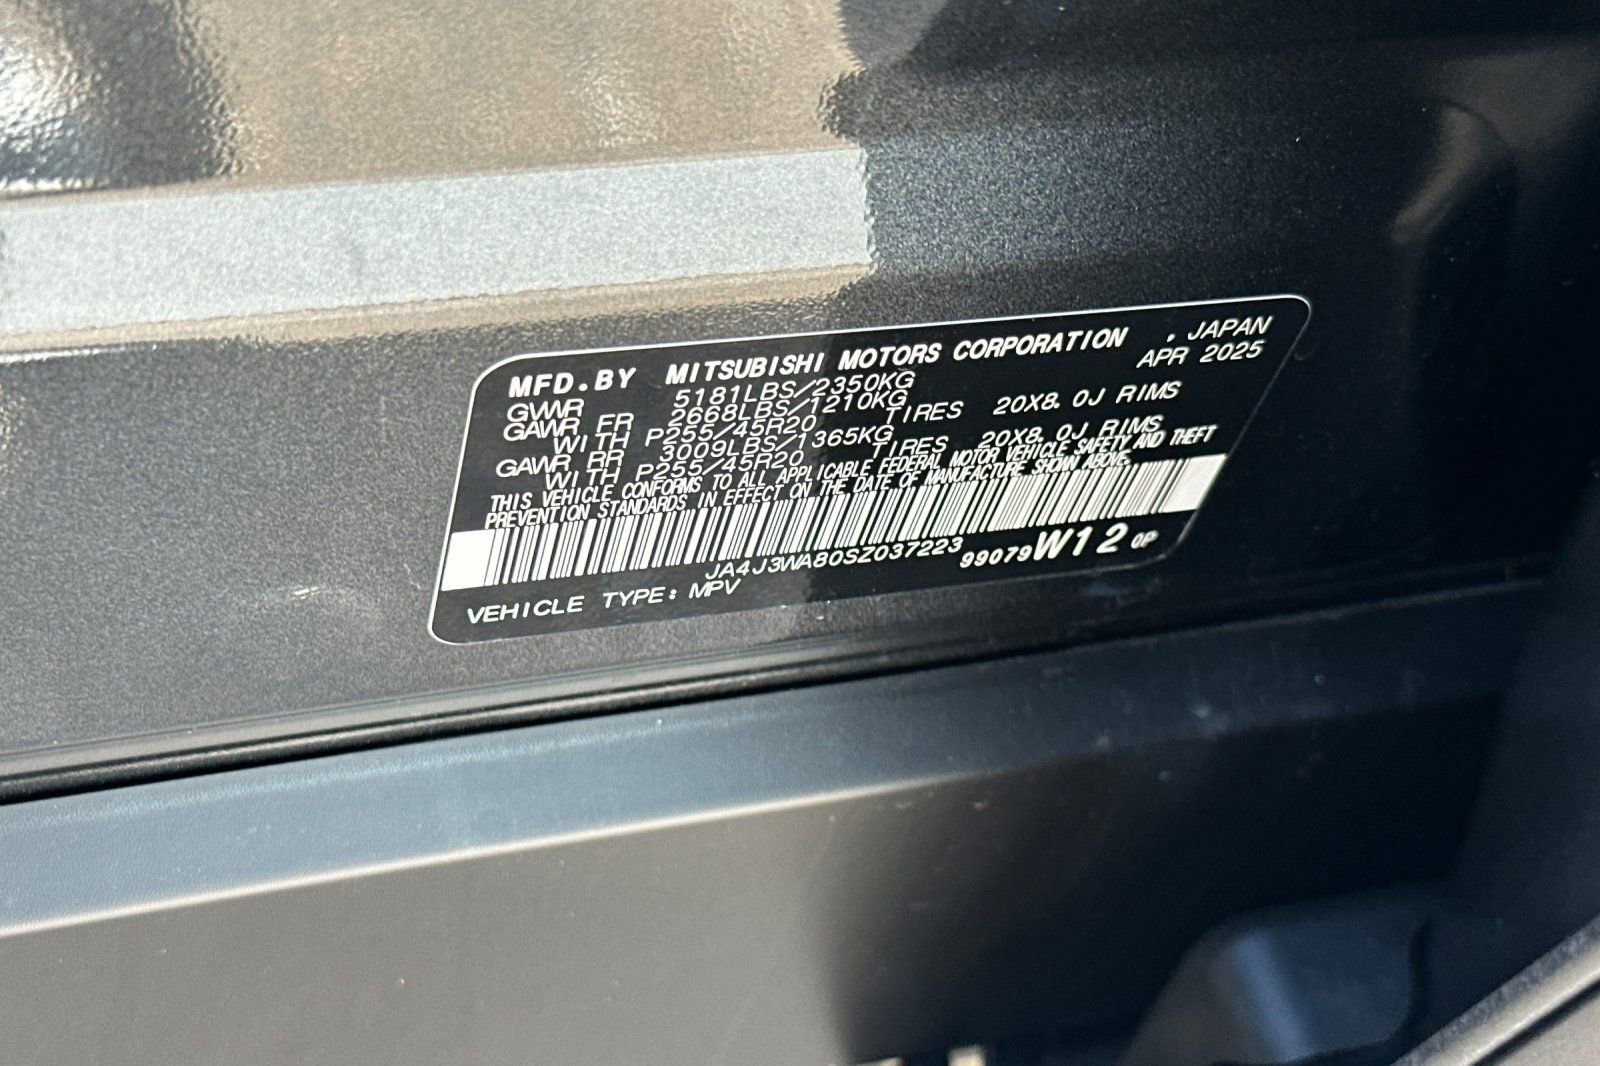 MFD.BY MITSUBISHI MOTORS CORPORATION , JAPAN
APR 2025
GVWR 5181LBS/2350KG
GAWR FR 2668LBS/1210KG
WITH P255/45R20 TIRES 20X8.0J RIMS
GAWR RR 3009LBS/1365KG
WITH P255/45R20 TIRES 20X8.0J RIMS
THIS VEHICLE CONFORMS TO ALL APPLICABLE FEDERAL MOTOR VEHICLE SAFETY AND THEFT
PREVENTION STANDARDS IN EFFECT ON THE DATE OF MANUFACTURE SHOWN ABOVE.
JA4J3WA80SZ037223 99079W12 0P
VEHICLE TYPE: MPV